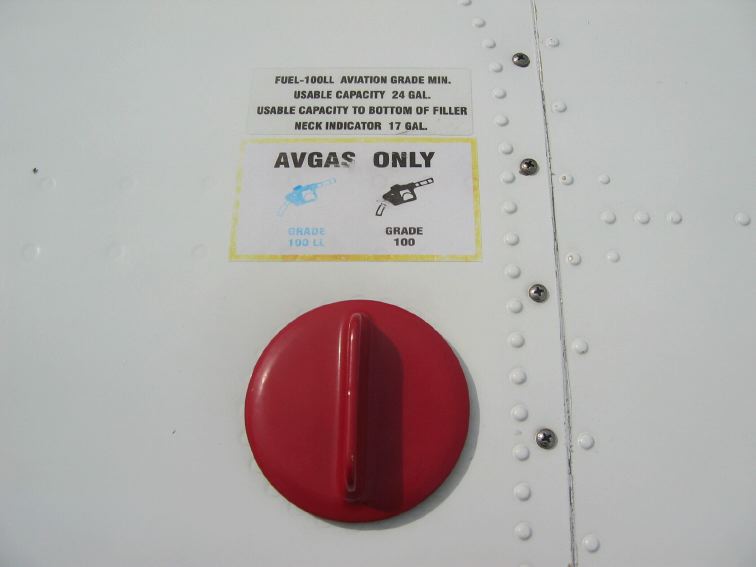 FUEL-100LL AVIATION GRADE MIN.
USABLE CAPACITY 24 GAL.
USABLE CAPACITY TO BOTTOM OF FILLER
NECK INDICATOR 17 GAL.
AVGAS ONLY
GRADE 100 LL
GRADE 100